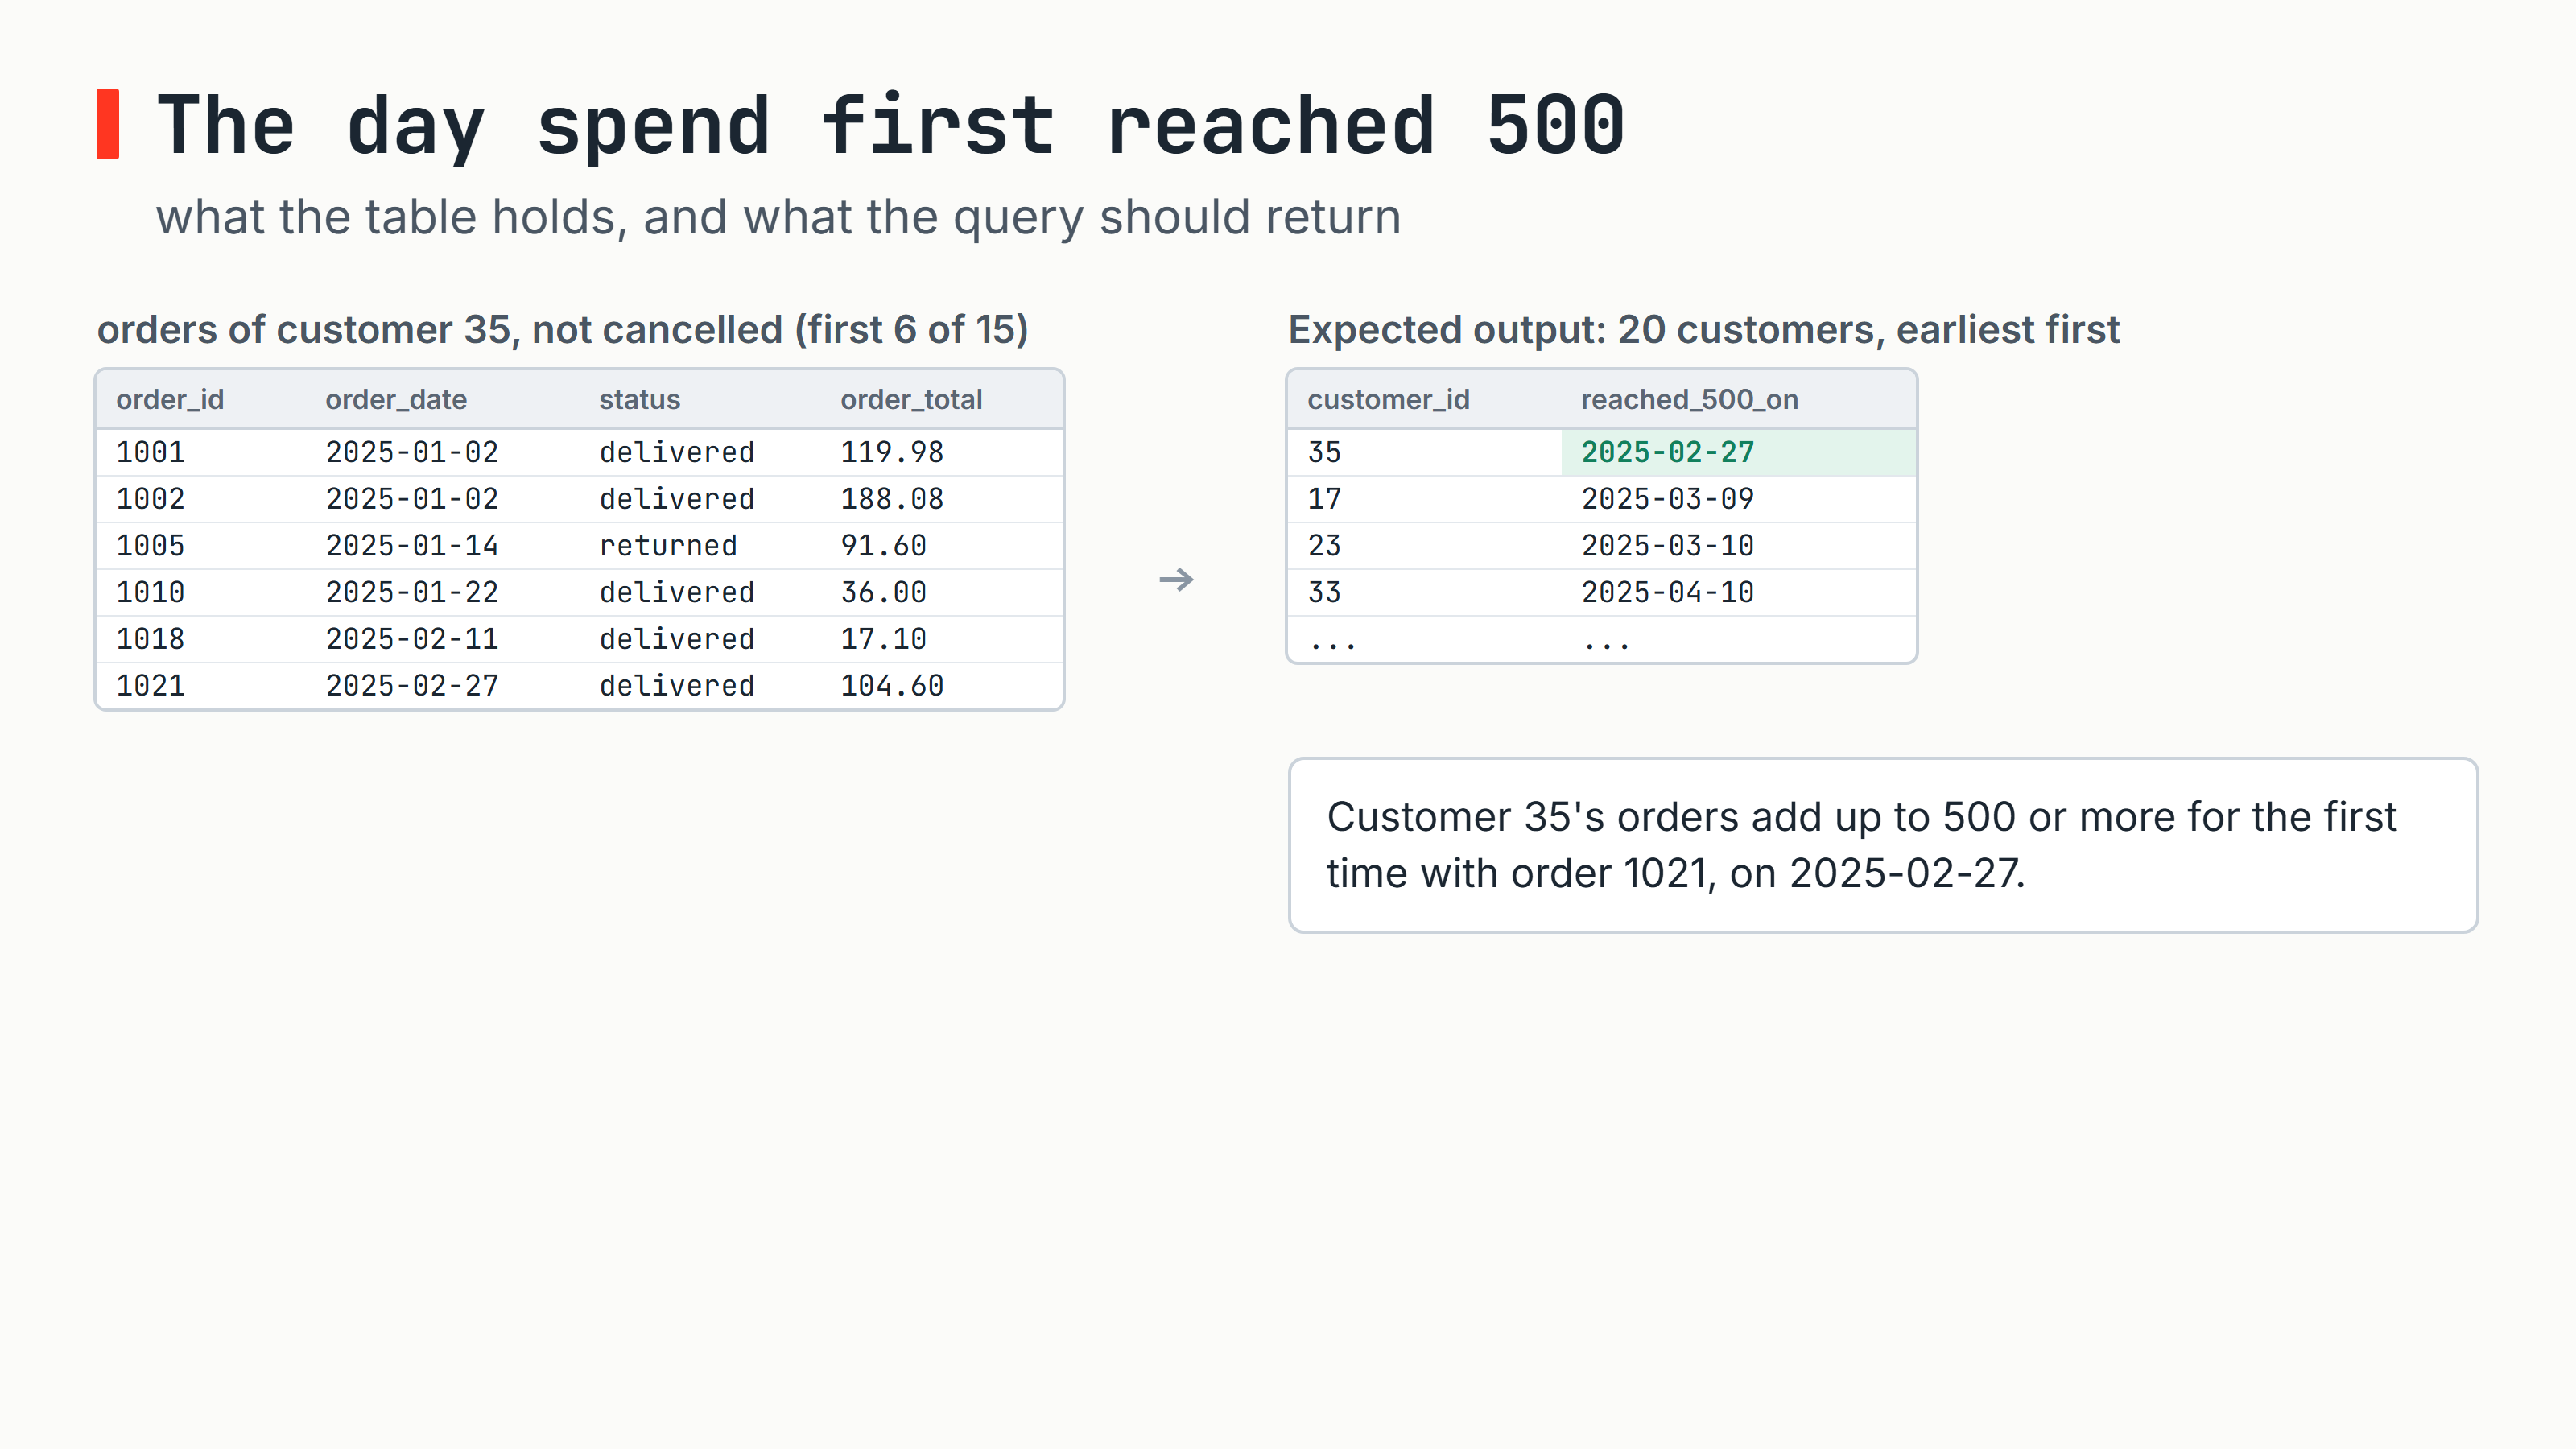 The day spend first reached 500
what the table holds, and what the query should return
orders of customer 35, not cancelled (first 6 of 15)
order_id order_date status order_total
1001 2025-01-02 delivered 119.98
1002 2025-01-02 delivered 188.08
1005 2025-01-14 returned 91.60
1010 2025-01-22 delivered 36.00
1018 2025-02-11 delivered 17.10
1021 2025-02-27 delivered 104.60
→
Expected output: 20 customers, earliest first
customer_id reached_500_on
35 2025-02-27
17 2025-03-09
23 2025-03-10
33 2025-04-10
... ...
Customer 35's orders add up to 500 or more for the first
time with order 1021, on 2025-02-27.